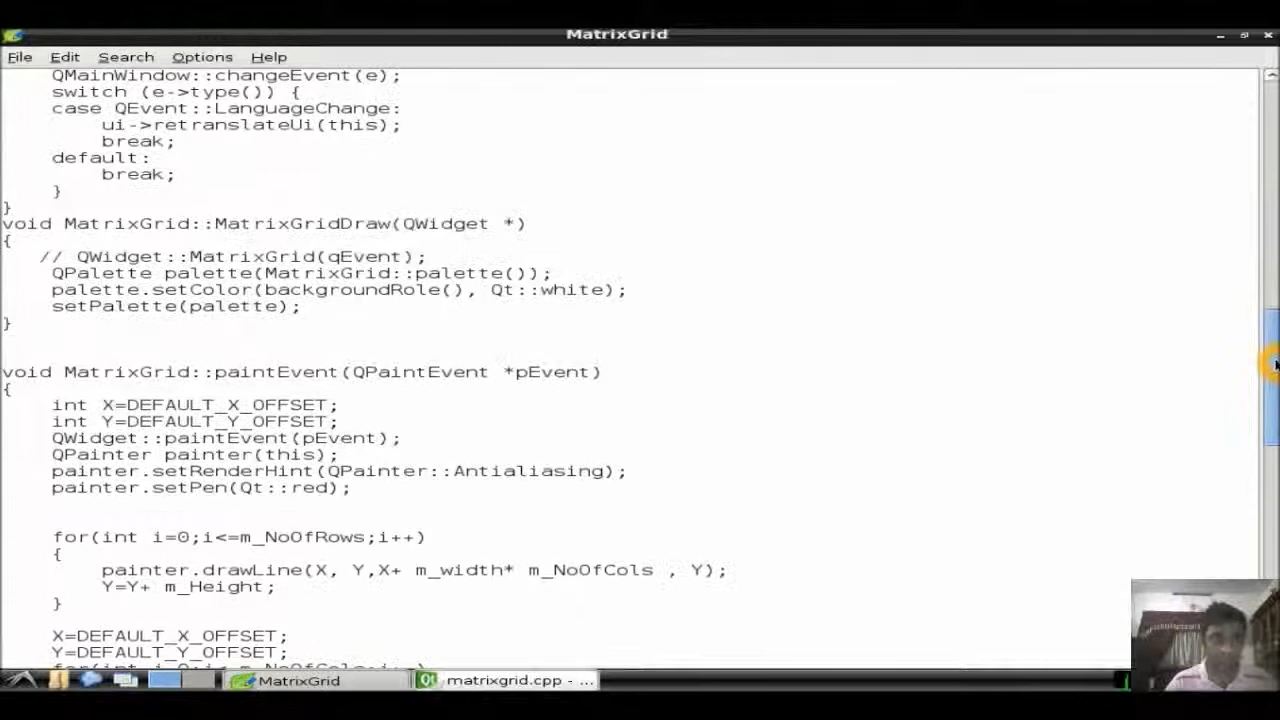 MatrixGrid
File Edit Search Options Help
QMainWindow::changeEvent(e);
switch (e->type()) {
case QEvent::LanguageChange:
ui->retranslateUi(this);
break;
default:
break;
}
}
void MatrixGrid::MatrixGridDraw(QWidget *)
{
// QWidget::MatrixGrid(qEvent);
QPalette palette(MatrixGrid::palette());
palette.setColor(backgroundRole(), Qt::white);
setPalette(palette);
}
void MatrixGrid::paintEvent(QPaintEvent *pEvent)
{
int X=DEFAULT_X_OFFSET;
int Y=DEFAULT_Y_OFFSET;
QWidget::paintEvent(pEvent);
QPainter painter(this);
painter.setRenderHint(QPainter::Antialiasing);
painter.setPen(Qt::red);
for(int i=0;i<=m_NoOfRows;i++)
{
painter.drawLine(X, Y,X+ m_width* m_NoOfCols , Y);
Y=Y+ m_Height;
}
X=DEFAULT_X_OFFSET;
Y=DEFAULT_Y_OFFSET;
MatrixGrid
matrixgrid.cpp - ...